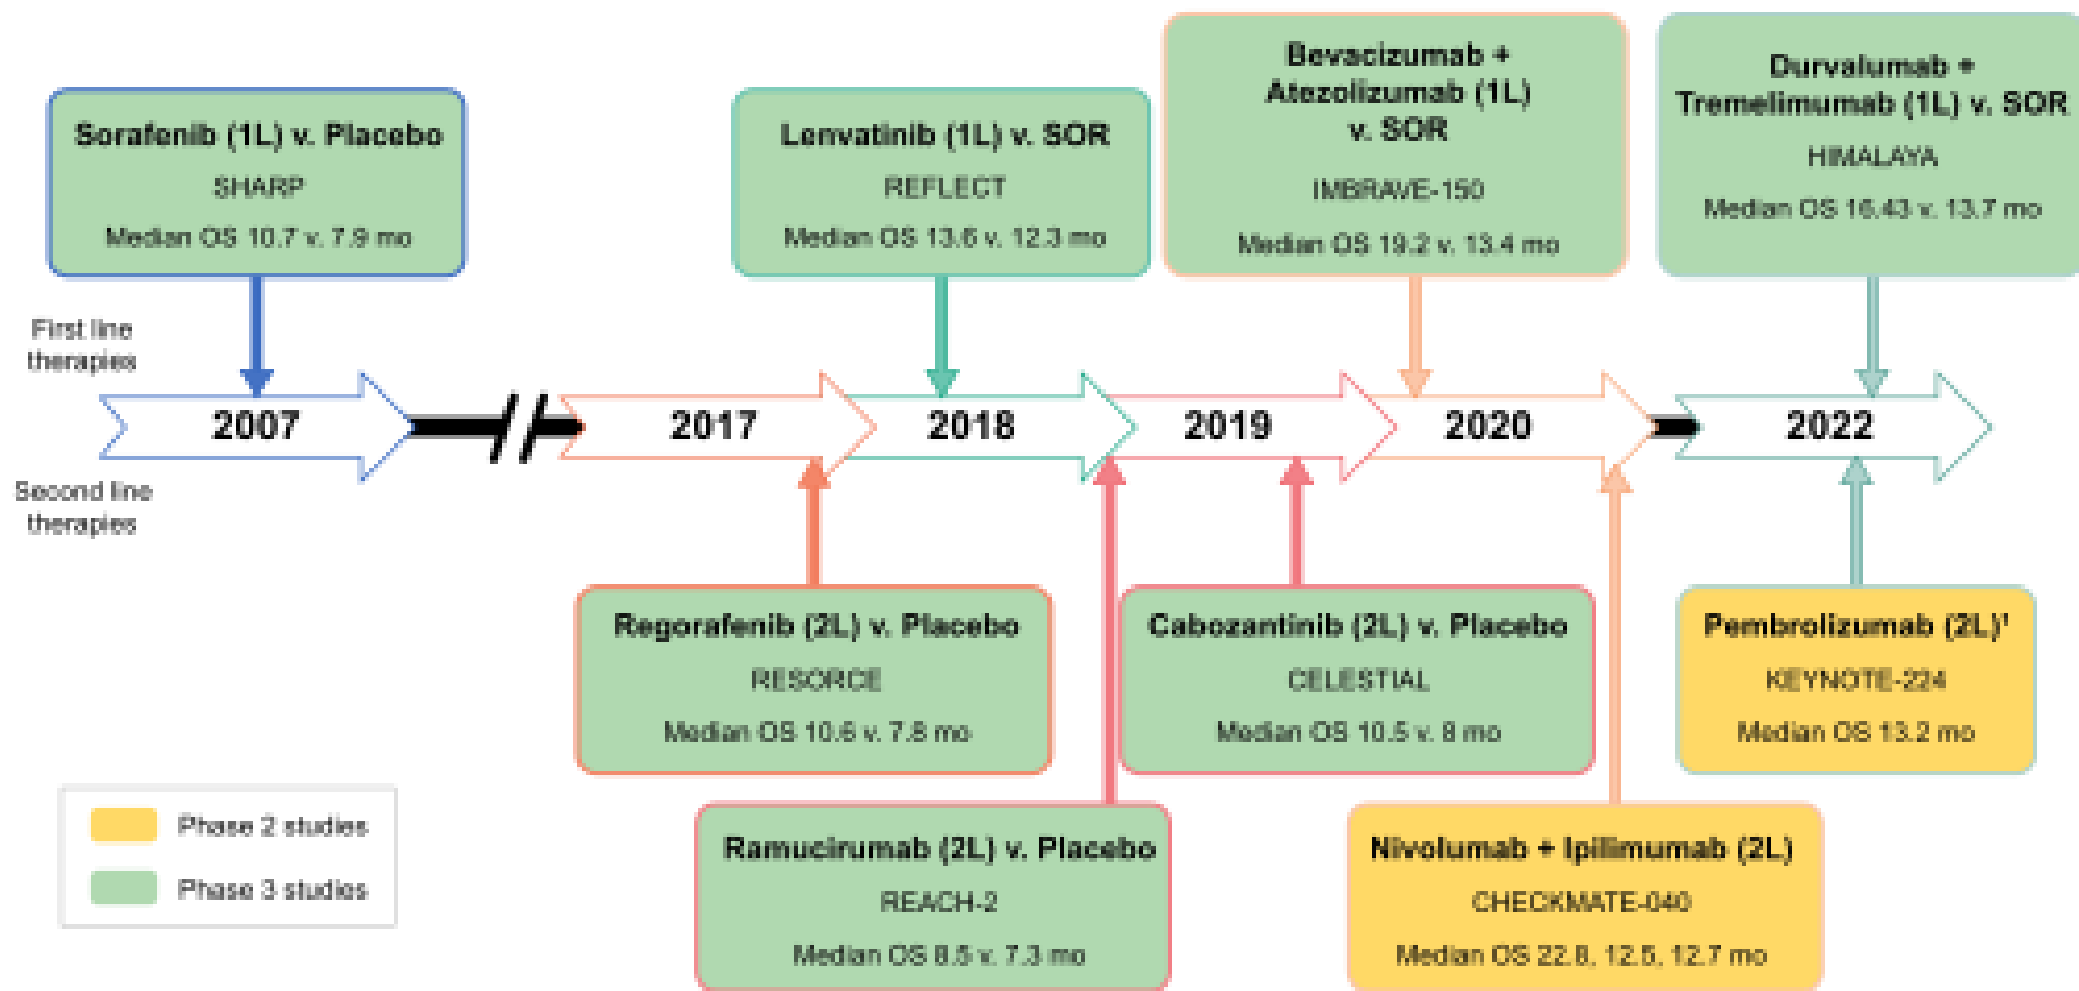 Sorafenib (1L) v. Placebo
SHARP
Median OS 10.7 v. 7.9 mo
Lenvatinib (1L) v. SOR
REFLECT
Median OS 13.6 v. 12.3 mo
Bevacizumab +
Atezolizumab (1L)
v. SOR
IMBRAVE-150
Median OS 19.2 v. 13.4 mo
Durvalumab +
Tremelimumab (1L) v. SOR
HIMALAYA
Median OS 16.43 v. 13.7 mo
First line
therapies
2007
2017
2018
2019
2020
2022
Second line
therapies
Regorafenib (2L) v. Placebo
RESORCE
Median OS 10.6 v. 7.8 mo
Cabozantinib (2L) v. Placebo
CELESTIAL
Median OS 10.5 v. 8 mo
Pembrolizumab (2L)¹
KEYNOTE-224
Median OS 13.2 mo
Ramucirumab (2L) v. Placebo
REACH-2
Median OS 8.5 v. 7.3 mo
Nivolumab + Ipilimumab (2L)
CHECKMATE-040
Median OS 22.8, 12.5, 12.7 mo
Phase 2 studies
Phase 3 studies